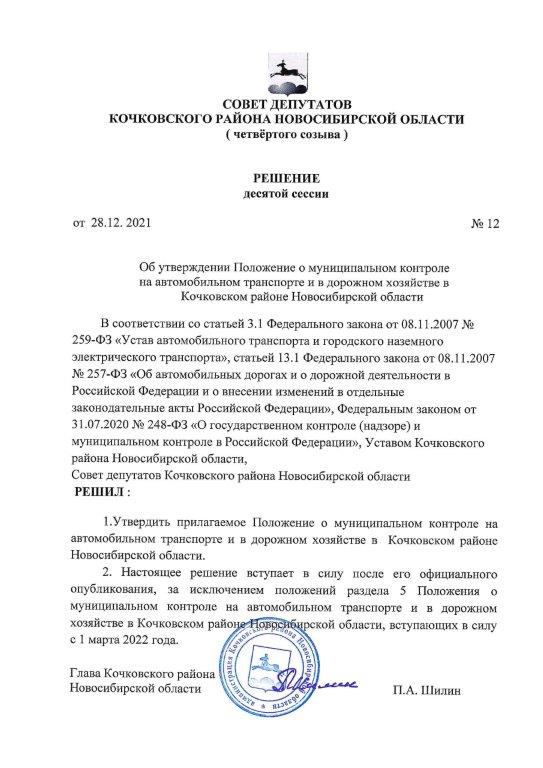 СОВЕТ ДЕПУТАТОВ
КОЧКОВСКОГО РАЙОНА НОВОСИБИРСКОЙ ОБЛАСТИ
( четвёртого созыва )
РЕШЕНИЕ
десятой сессии
от 28.12. 2021 № 12
Об утверждении Положение о муниципальном контроле
на автомобильном транспорте и в дорожном хозяйстве в
Кочковском районе Новосибирской области
В соответствии со статьей 3.1 Федерального закона от 08.11.2007 №
259-ФЗ «Устав автомобильного транспорта и городского наземного
электрического транспорта», статьей 13.1 Федерального закона от 08.11.2007
№ 257-ФЗ «Об автомобильных дорогах и о дорожной деятельности в
Российской Федерации и о внесении изменений в отдельные
законодательные акты Российской Федерации», Федеральным законом от
31.07.2020 № 248-ФЗ «О государственном контроле (надзоре) и
муниципальном контроле в Российской Федерации», Уставом Кочковского
района Новосибирской области,
Совет депутатов Кочковского района Новосибирской области
РЕШИЛ :
1.Утвердить прилагаемое Положение о муниципальном контроле на
автомобильном транспорте и в дорожном хозяйстве в Кочковском районе
Новосибирской области.
2. Настоящее решение вступает в силу после его официального
опубликования, за исключением положений раздела 5 Положения о
муниципальном контроле на автомобильном транспорте и в дорожном
хозяйстве в Кочковском районе Новосибирской области, вступающих в силу
с 1 марта 2022 года.
Глава Кочковского района
Новосибирской области П.А. Шилин
администрация Кочковского района Новосибирской области